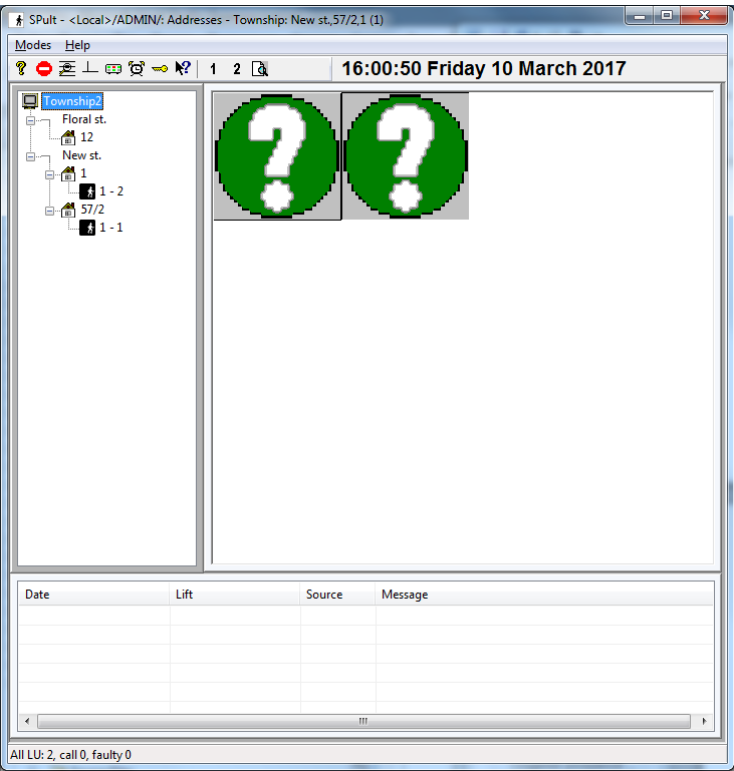 SPult - <Local>/ADMIN/: Addresses - Township: New st.,57/2,1 (1)
Modes Help
1 2 16:00:50 Friday 10 March 2017
Township2
Floral st.
12
New st.
1
1 - 2
57/2
1 - 1
Date Lift Source Message
All LU: 2, call 0, faulty 0